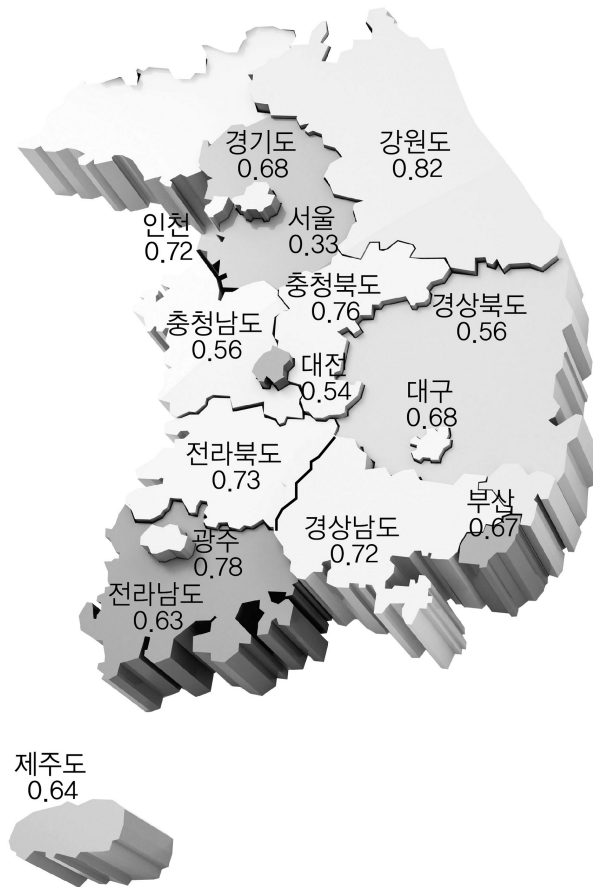 경기도
0.68
강원도
0.82
인천
0.72
서울
0.33
충청북도
0.76
경상북도
0.56
충청남도
0.56
대전
0.54
대구
0.68
전라북도
0.73
부산
0.67
경상남도
0.72
광주
0.78
전라남도
0.63
제주도
0.64